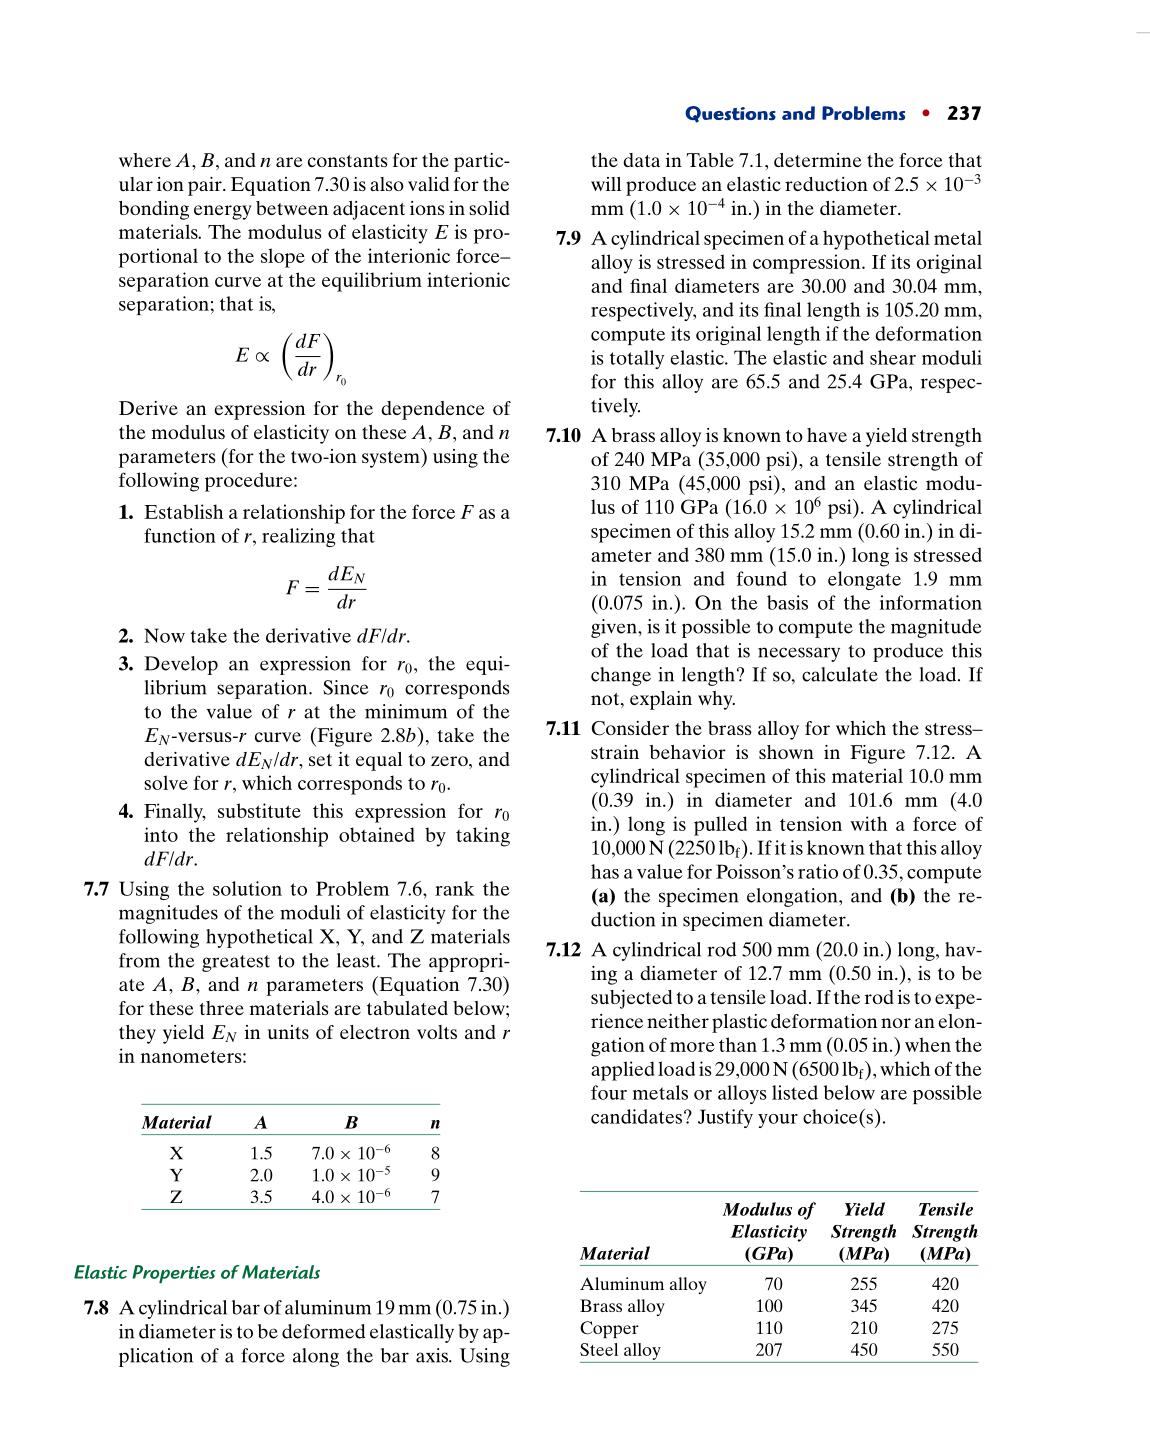 Questions and Problems • 237
where A, B, and n are constants for the partic-
ular ion pair. Equation 7.30 is also valid for the
bonding energy between adjacent ions in solid
materials. The modulus of elasticity E is pro-
portional to the slope of the interionic force–
separation curve at the equilibrium interionic
separation; that is,
E ∝ (dF/dr)r₀
Derive an expression for the dependence of
the modulus of elasticity on these A, B, and n
parameters (for the two-ion system) using the
following procedure:
1. Establish a relationship for the force F as a
function of r, realizing that
F = dE_N/dr
2. Now take the derivative dF/dr.
3. Develop an expression for r₀, the equi-
librium separation. Since r₀ corresponds
to the value of r at the minimum of the
E_N-versus-r curve (Figure 2.8b), take the
derivative dE_N/dr, set it equal to zero, and
solve for r, which corresponds to r₀.
4. Finally, substitute this expression for r₀
into the relationship obtained by taking
dF/dr.
7.7 Using the solution to Problem 7.6, rank the
magnitudes of the moduli of elasticity for the
following hypothetical X, Y, and Z materials
from the greatest to the least. The appropri-
ate A, B, and n parameters (Equation 7.30)
for these three materials are tabulated below;
they yield E_N in units of electron volts and r
in nanometers:
Material A B n
X 1.5 7.0 × 10⁻⁶ 8
Y 2.0 1.0 × 10⁻⁵ 9
Z 3.5 4.0 × 10⁻⁶ 7
Elastic Properties of Materials
7.8 A cylindrical bar of aluminum 19 mm (0.75 in.)
in diameter is to be deformed elastically by ap-
plication of a force along the bar axis. Using
the data in Table 7.1, determine the force that
will produce an elastic reduction of 2.5 × 10⁻³
mm (1.0 × 10⁻⁴ in.) in the diameter.
7.9 A cylindrical specimen of a hypothetical metal
alloy is stressed in compression. If its original
and final diameters are 30.00 and 30.04 mm,
respectively, and its final length is 105.20 mm,
compute its original length if the deformation
is totally elastic. The elastic and shear moduli
for this alloy are 65.5 and 25.4 GPa, respec-
tively.
7.10 A brass alloy is known to have a yield strength
of 240 MPa (35,000 psi), a tensile strength of
310 MPa (45,000 psi), and an elastic modu-
lus of 110 GPa (16.0 × 10⁶ psi). A cylindrical
specimen of this alloy 15.2 mm (0.60 in.) in di-
ameter and 380 mm (15.0 in.) long is stressed
in tension and found to elongate 1.9 mm
(0.075 in.). On the basis of the information
given, is it possible to compute the magnitude
of the load that is necessary to produce this
change in length? If so, calculate the load. If
not, explain why.
7.11 Consider the brass alloy for which the stress–
strain behavior is shown in Figure 7.12. A
cylindrical specimen of this material 10.0 mm
(0.39 in.) in diameter and 101.6 mm (4.0
in.) long is pulled in tension with a force of
10,000 N (2250 lb_f). If it is known that this alloy
has a value for Poisson's ratio of 0.35, compute
(a) the specimen elongation, and (b) the re-
duction in specimen diameter.
7.12 A cylindrical rod 500 mm (20.0 in.) long, hav-
ing a diameter of 12.7 mm (0.50 in.), is to be
subjected to a tensile load. If the rod is to expe-
rience neither plastic deformation nor an elon-
gation of more than 1.3 mm (0.05 in.) when the
applied load is 29,000 N (6500 lb_f), which of the
four metals or alloys listed below are possible
candidates? Justify your choice(s).
Modulus of Yield Tensile
Elasticity Strength Strength
Material (GPa) (MPa) (MPa)
Aluminum alloy 70 255 420
Brass alloy 100 345 420
Copper 110 210 275
Steel alloy 207 450 550